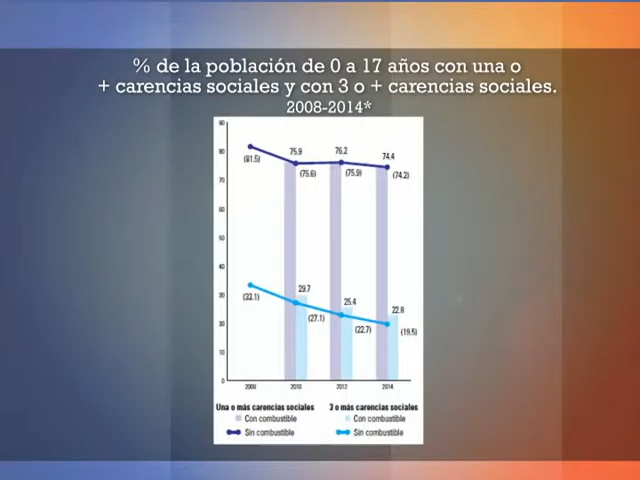 % de la población de 0 a 17 años con una o
+ carencias sociales y con 3 o + carencias sociales.
2008-2014*
90
80
70
60
50
40
30
20
10
0
(81.5)
75.9
(75.6)
76.2
(75.9)
74.4
(74.2)
(33.1)
29.7
(27.1)
25.4
(22.7)
22.8
(19.5)
2008 2010 2012 2014
Una o más carencias sociales
Con combustible
Sin combustible
3 o más carencias sociales
Con combustible
Sin combustible